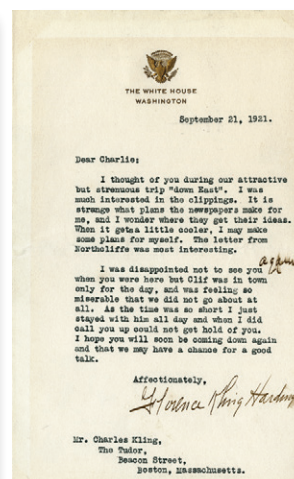 THE WHITE HOUSE
WASHINGTON
September 21, 1921.
Dear Charlie:
I thought of you during our attractive
but strenuous trip "down East". I was
much interested in the clippings. It is
strange what plans the newspapers make for
me, and I wonder where they get their ideas.
When it gets a little cooler, I may make
some plans for myself. The letter from
Northcliffe was most interesting.
I was disappointed not to see you again
when you were here but Clif was in town
only for the day, and was feeling so
miserable that we did not go about at
all. As the time was so short I just
stayed with him all day and when I did
call you up could not get hold of you.
I hope you will soon be coming down again
and that we may have a chance for a good
talk.
Affectionately,
Florence Kling Harding
Mr. Charles Kling,
The Tudor,
Beacon Street,
Boston, Massachusetts.